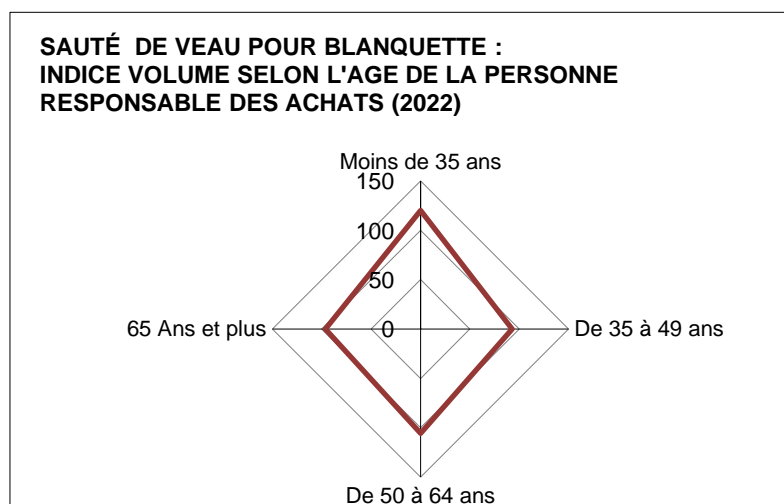 SAUTÉ  DE VEAU POUR BLANQUETTE :
INDICE VOLUME SELON L'AGE DE LA PERSONNE
RESPONSABLE DES ACHATS (2022)
Moins de 35 ans
150
100
50
65 Ans et plus
0
De 35 à 49 ans
De 50 à 64 ans